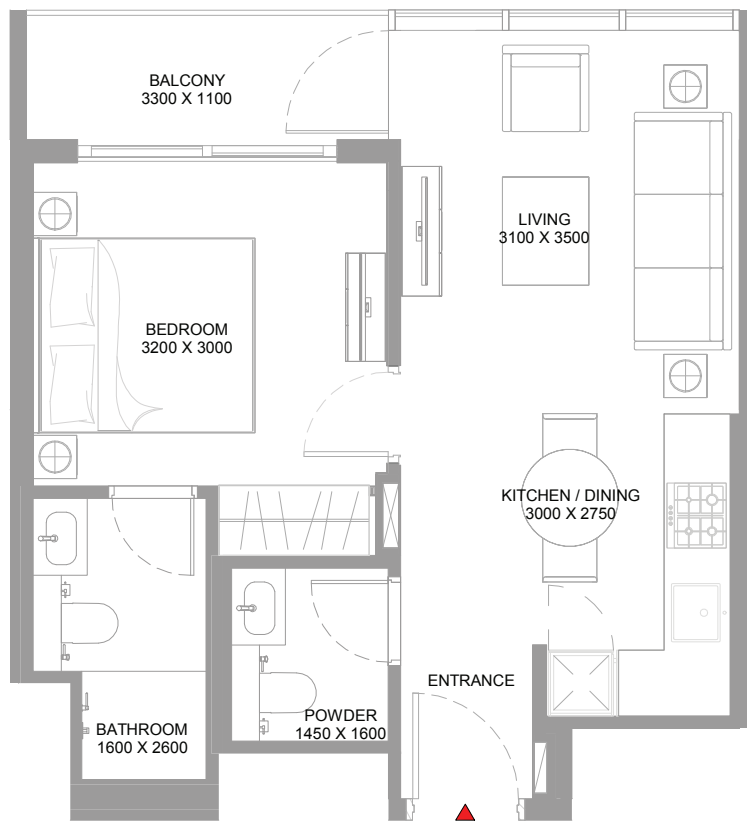 BALCONY
3300 X 1100
LIVING
3100 X 3500
BEDROOM
3200 X 3000
KITCHEN / DINING
3000 X 2750
ENTRANCE
POWDER
1450 X 1600
BATHROOM
1600 X 2600